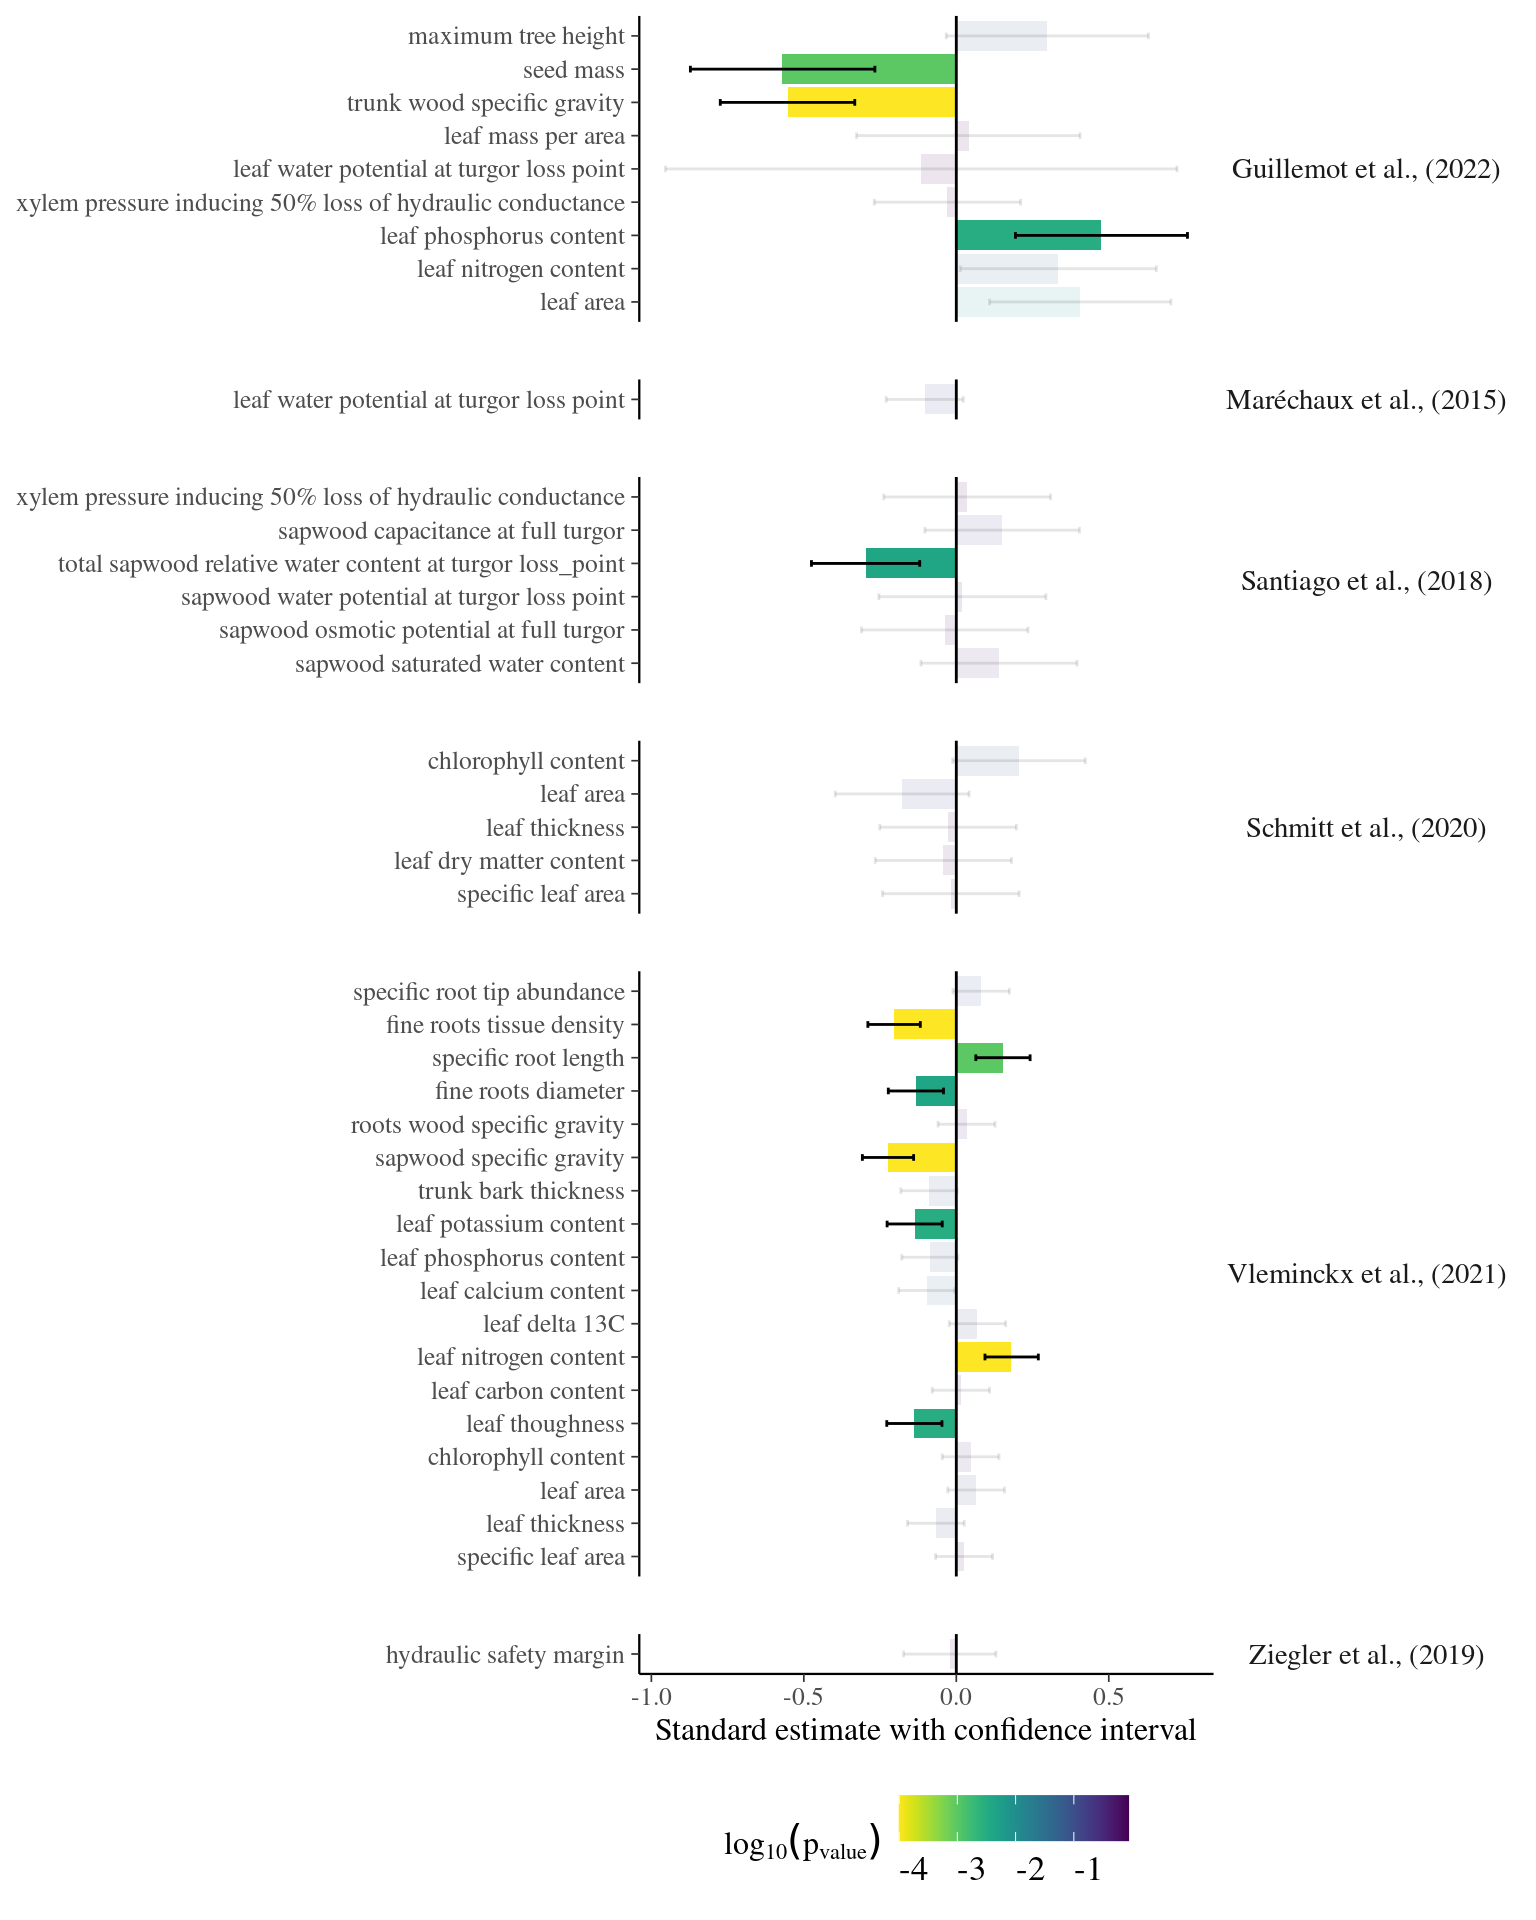 maximum tree height
seed mass
trunk wood specific gravity
leaf mass per area
leaf water potential at turgor loss point
xylem pressure inducing 50% loss of hydraulic conductance
leaf phosphorus content
leaf nitrogen content
leaf area
Guillemot et al., (2022)
leaf water potential at turgor loss point
Maréchaux et al., (2015)
xylem pressure inducing 50% loss of hydraulic conductance
sapwood capacitance at full turgor
total sapwood relative water content at turgor loss_point
sapwood water potential at turgor loss point
sapwood osmotic potential at full turgor
sapwood saturated water content
Santiago et al., (2018)
chlorophyll content
leaf area
leaf thickness
leaf dry matter content
specific leaf area
Schmitt et al., (2020)
specific root tip abundance
fine roots tissue density
specific root length
fine roots diameter
roots wood specific gravity
sapwood specific gravity
trunk bark thickness
leaf potassium content
leaf phosphorus content
leaf calcium content
leaf delta 13C
leaf nitrogen content
leaf carbon content
leaf thoughness
chlorophyll content
leaf area
leaf thickness
specific leaf area
Vleminckx et al., (2021)
hydraulic safety margin
Ziegler et al., (2019)
-1.0 -0.5 0.0 0.5
Standard estimate with confidence interval
log10(pvalue)
-4 -3 -2 -1